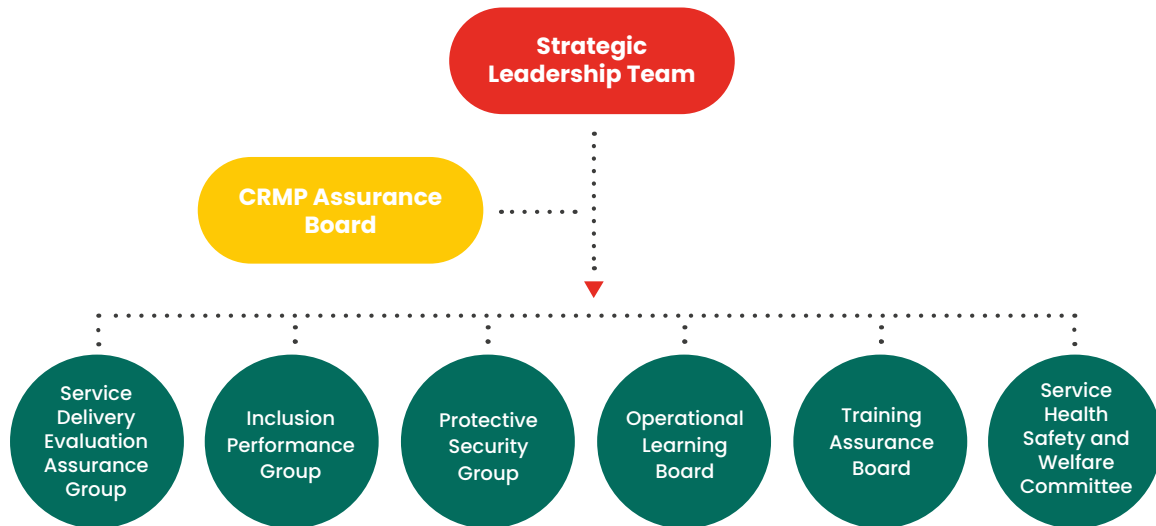 Strategic
Leadership Team
CRMP Assurance
Board
Service
Delivery
Evaluation
Assurance
Group
Inclusion
Performance
Group
Protective
Security
Group
Operational
Learning
Board
Training
Assurance
Board
Service
Health
Safety and
Welfare
Committee